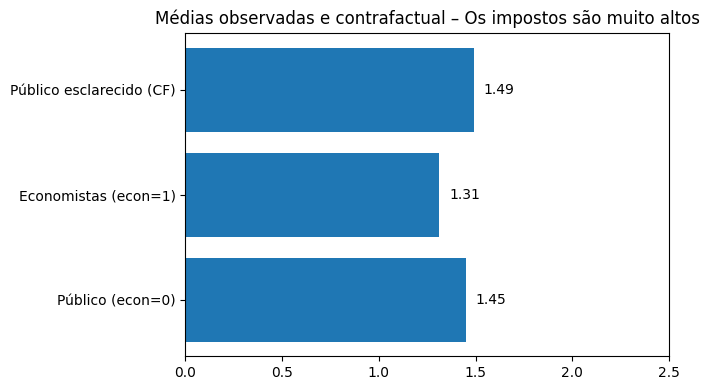 Médias observadas e contrafactual – Os impostos são muito altos
Público esclarecido (CF)
1.49
Economistas (econ=1)
1.31
Público (econ=0)
1.45
0.0
0.5
1.0
1.5
2.0
2.5